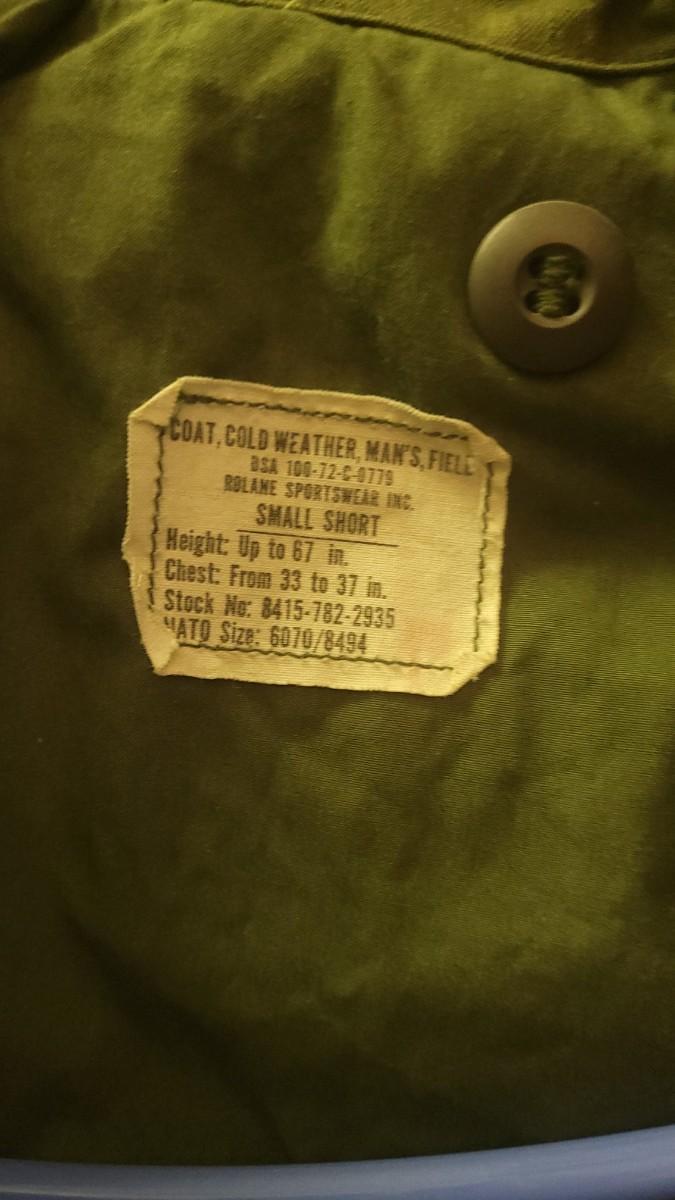 COAT, COLD WEATHER, MAN'S, FIELD
DSA 100-72-C-0779
ROLANE SPORTSWEAR INC.
SMALL SHORT
Height: Up to 67 in.
Chest: From 33 to 37 in.
Stock No: 8415-782-2935
NATO Size: 6070/8494